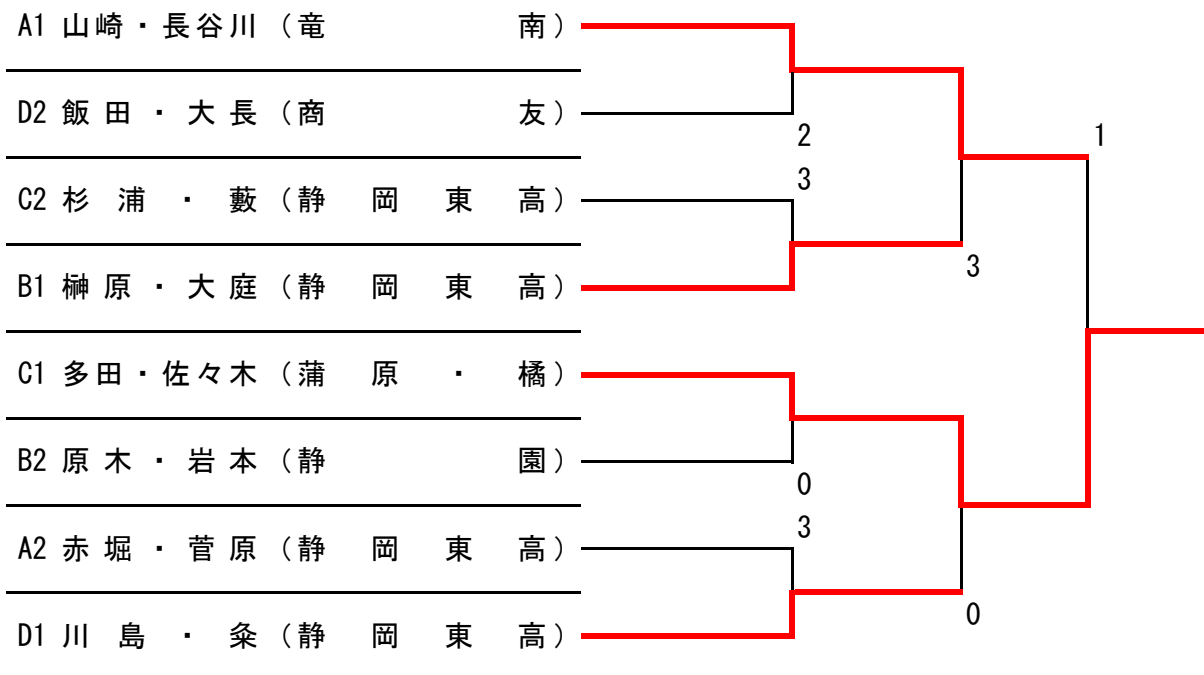 A1 山崎・長谷川（竜南）
D2 飯田・大長（商友）
2
1
C2 杉浦・藪（静岡東高）
3
B1 榊原・大庭（静岡東高）
3
C1 多田・佐々木（蒲原・橘）
B2 原木・岩本（静園）
0
A2 赤堀・菅原（静岡東高）
3
D1 川島・粂（静岡東高）
0